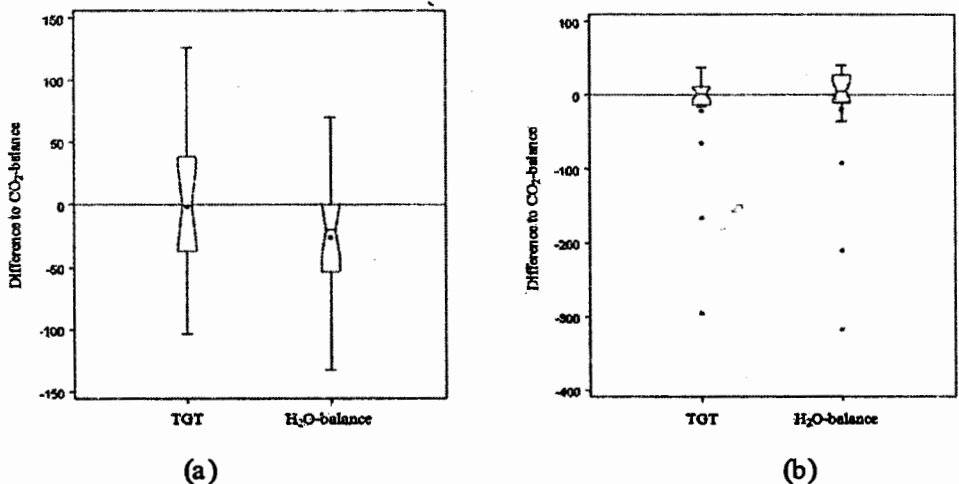 150
100
50
0
-50
-100
-150
Difference to CO₂-balance
TGT
H₂O-balance
(a)
100
0
-100
-200
-300
-400
Difference to CO₂-balance
TGT
H₂O-balance
(b)